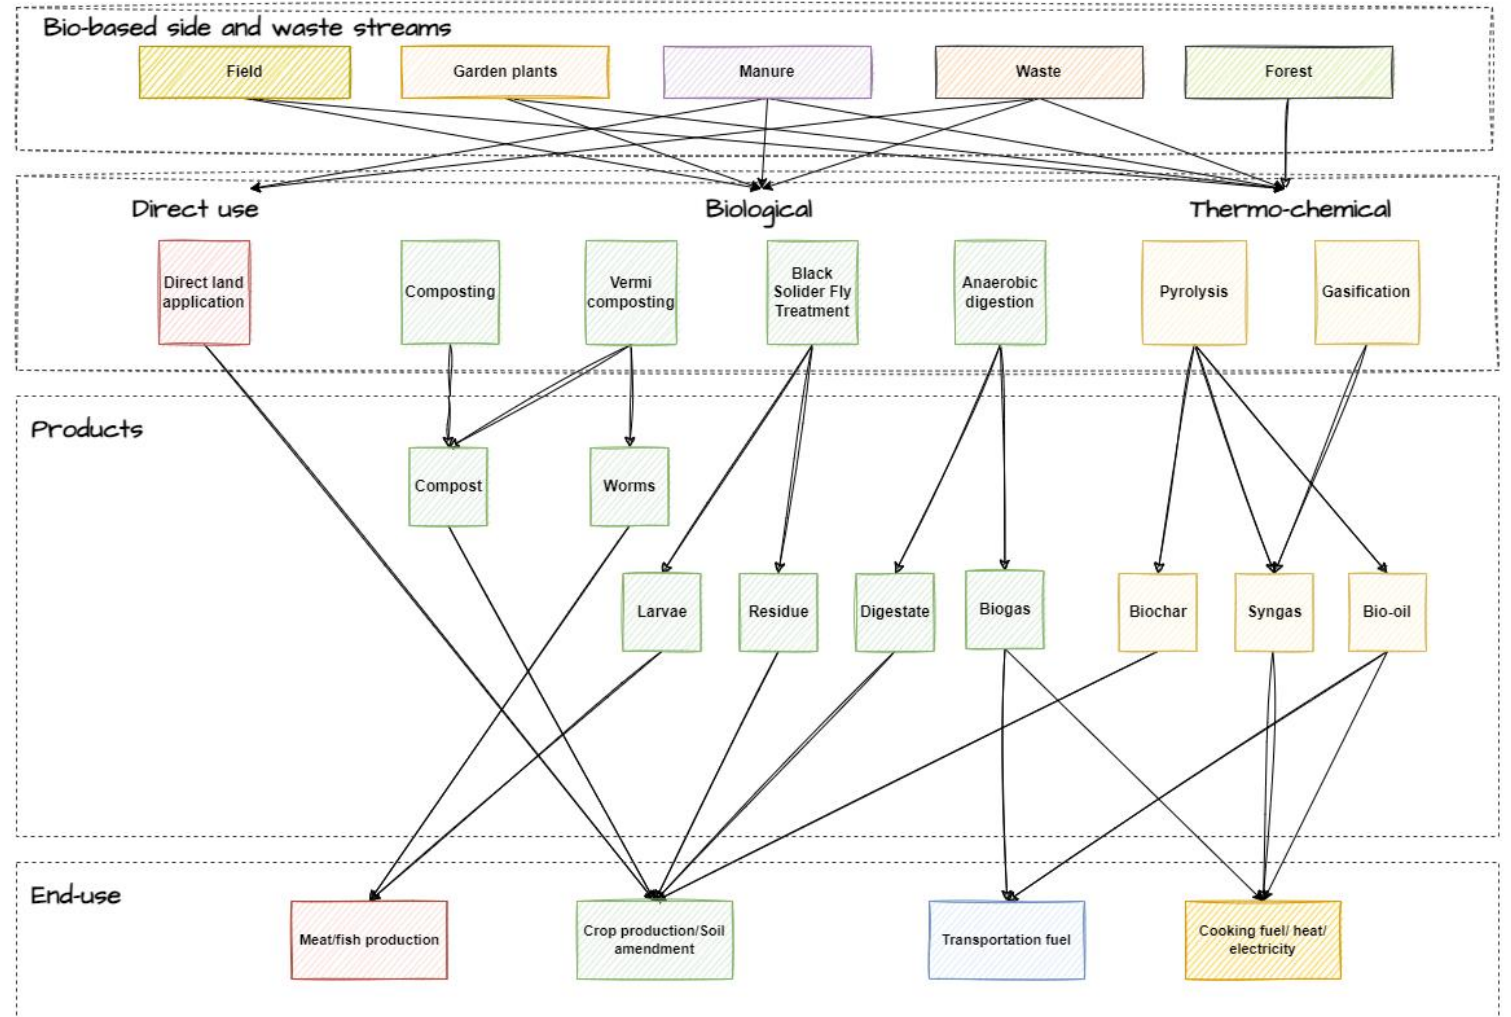 Bio-based side and waste streams
Field
Garden plants
Manure
Waste
Forest
Direct use
Biological
Thermo-chemical
Direct land
application
Composting
Vermi
composting
Black
Solider Fly
Treatment
Anaerobic
digestion
Pyrolysis
Gasification
Products
Compost
Worms
Larvae
Residue
Digestate
Biogas
Biochar
Syngas
Bio-oil
End-use
Meat/fish production
Crop production/Soil
amendment
Transportation fuel
Cooking fuel/ heat/
electricity